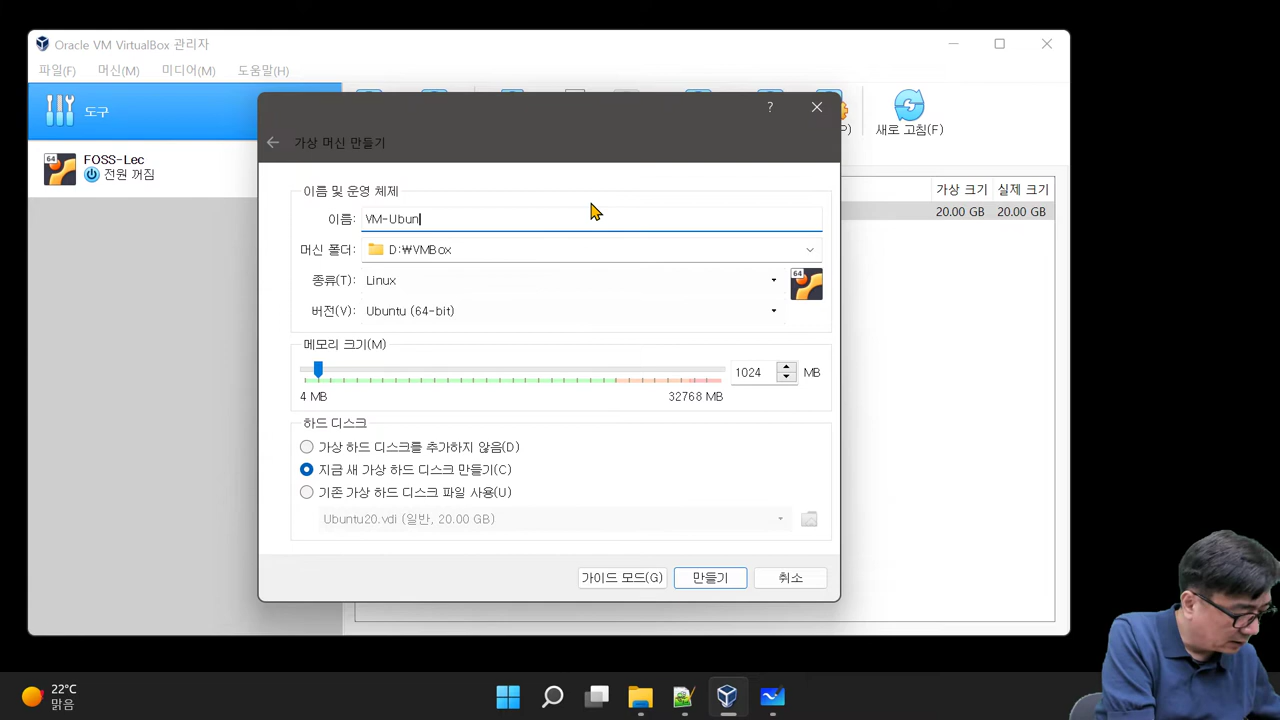 Oracle VM VirtualBox 관리자
파일(F) 머신(M) 미디어(M) 도움말(H)
도구
P)
새로 고침(F)
? 
가상 머신 만들기
64
FOSS-Lec
전원 꺼짐
가상 크기 실제 크기
20.00 GB 20.00 GB
이름 및 운영 체제
이름: VM-Ubun
머신 폴더: D:₩VMBox
종류(T): Linux
64
버전(V): Ubuntu (64-bit)
메모리 크기(M)
1024 MB
4 MB 32768 MB
하드 디스크
가상 하드 디스크를 추가하지 않음(D)
지금 새 가상 하드 디스크 만들기(C)
기존 가상 하드 디스크 파일 사용(U)
Ubuntu20.vdi (일반, 20.00 GB)
가이드 모드(G) 만들기 취소
22°C
맑음